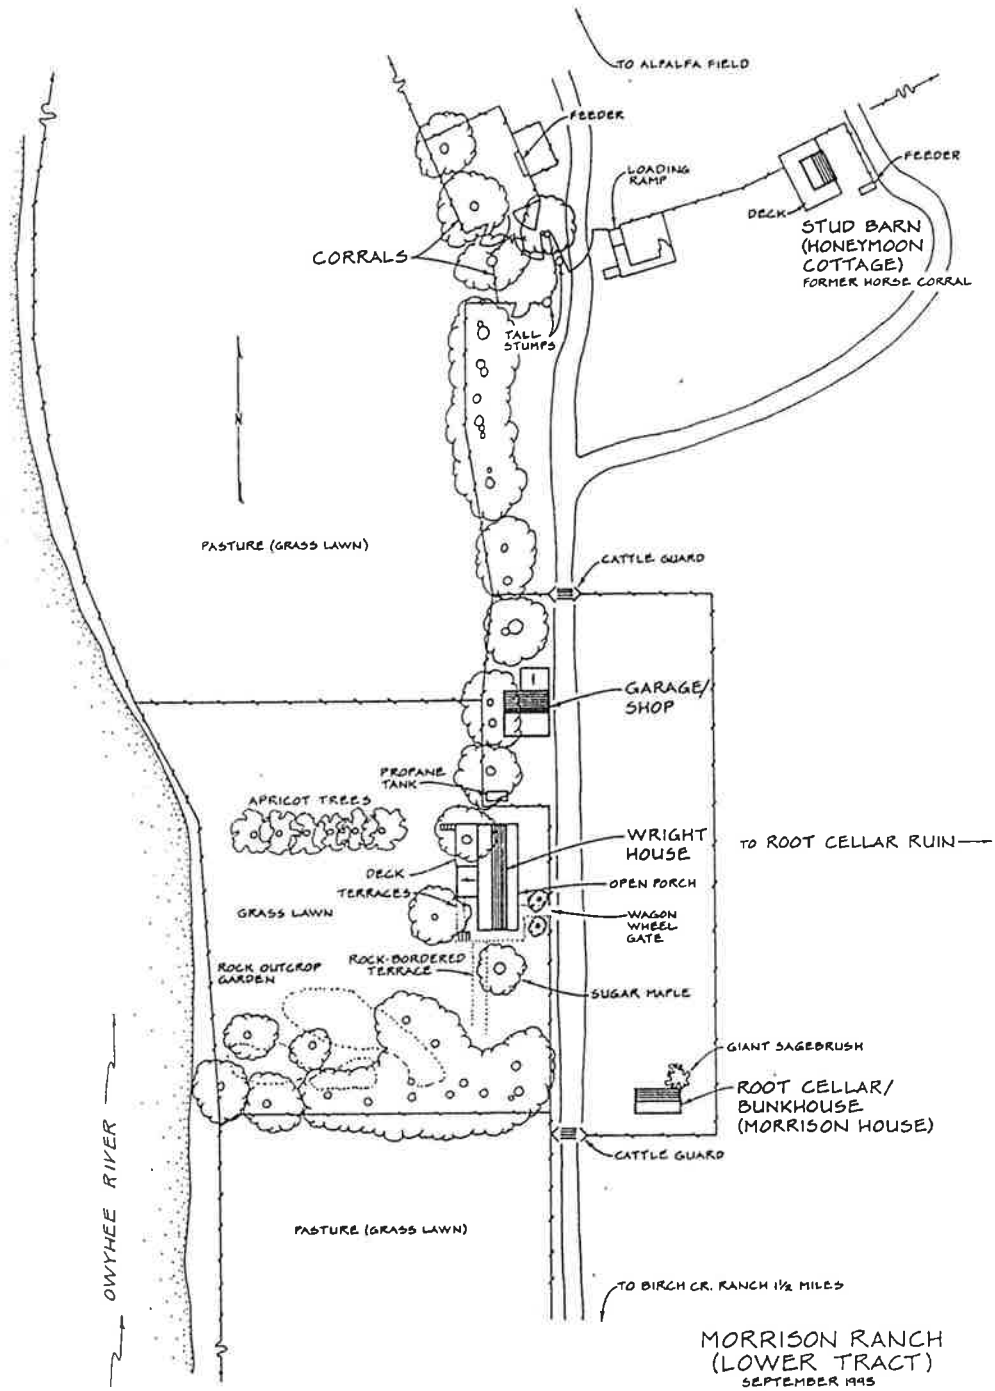 TO ALFALFA FIELD
FEEDER
LOADING
RAMP
FEEDER
DECK
STUD BARN
(HONEYMOON
COTTAGE)
FORMER HORSE CORRAL
CORRALS
TALL
STUMPS
N
PASTURE (GRASS LAWN)
CATTLE GUARD
GARAGE/
SHOP
PROPANE
TANK
APRICOT TREES
WRIGHT
HOUSE
TO ROOT CELLAR RUIN
DECK
TERRACES
OPEN PORCH
GRASS LAWN
WAGON
WHEEL
GATE
ROCK OUTCROP
GARDEN
ROCK-BORDERED
TERRACE
SUGAR MAPLE
GIANT SAGEBRUSH
ROOT CELLAR/
BUNKHOUSE
(MORRISON HOUSE)
CATTLE GUARD
OWYHEE RIVER
PASTURE (GRASS LAWN)
TO BIRCH CR. RANCH 1½ MILES
MORRISON RANCH
(LOWER TRACT)
SEPTEMBER 1995